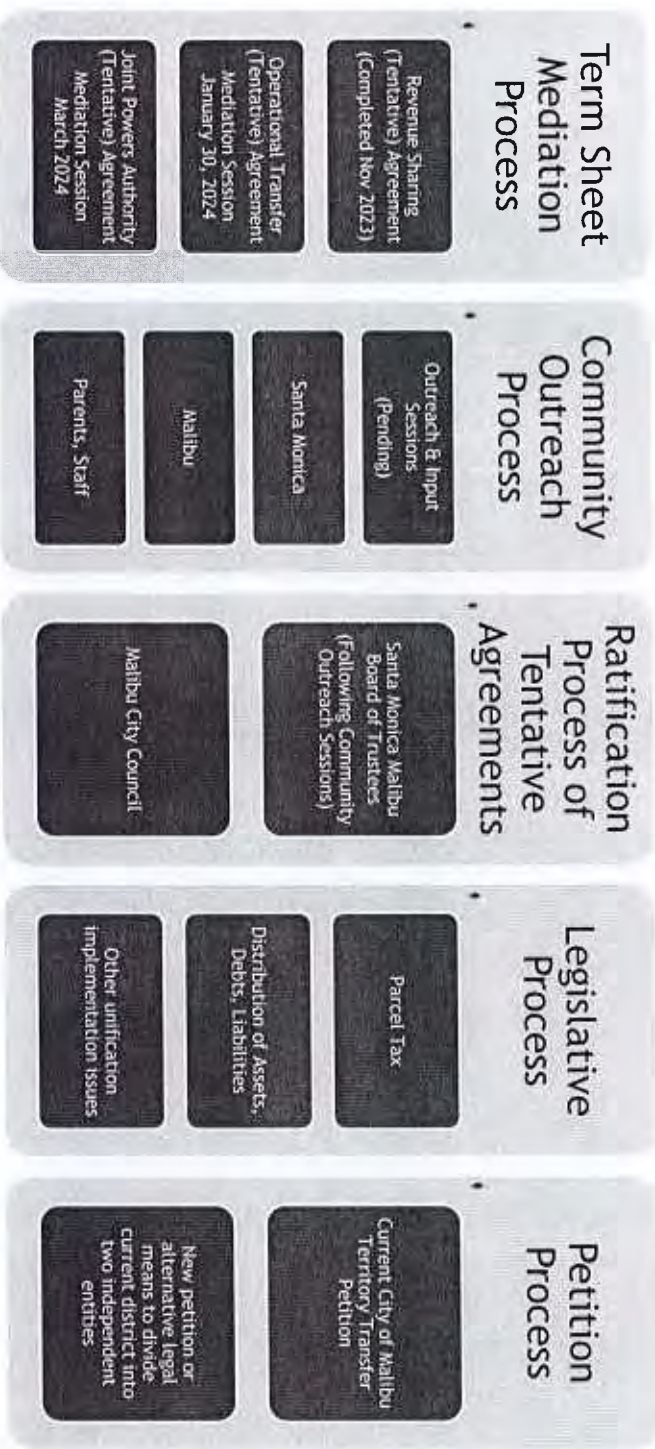 Term Sheet
Mediation
Process
Revenue Sharing
(Tentative) Agreement
(Completed Nov 2023)
Operational Transfer
(Tentative) Agreement
Mediation Session
January 30, 2024
Joint Powers Authority
(Tentative) Agreement
Mediation Session
March 2024
Community
Outreach
Process
Outreach & Input
Sessions
(Pending)
Santa Monica
Malibu
Parents, Staff
Ratification
Process of
Tentative
Agreements
Santa Monica Malibu
Board of Trustees
(Following Community
Outreach Sessions)
Malibu City Council
Legislative
Process
Parcel Tax
Distribution of Assets,
Debts, Liabilities
Other unification
implementation issues
Petition
Process
Current City of Malibu
Territory Transfer
Petition
New petition or
alternative legal
means to divide
current district into
two independent
entities